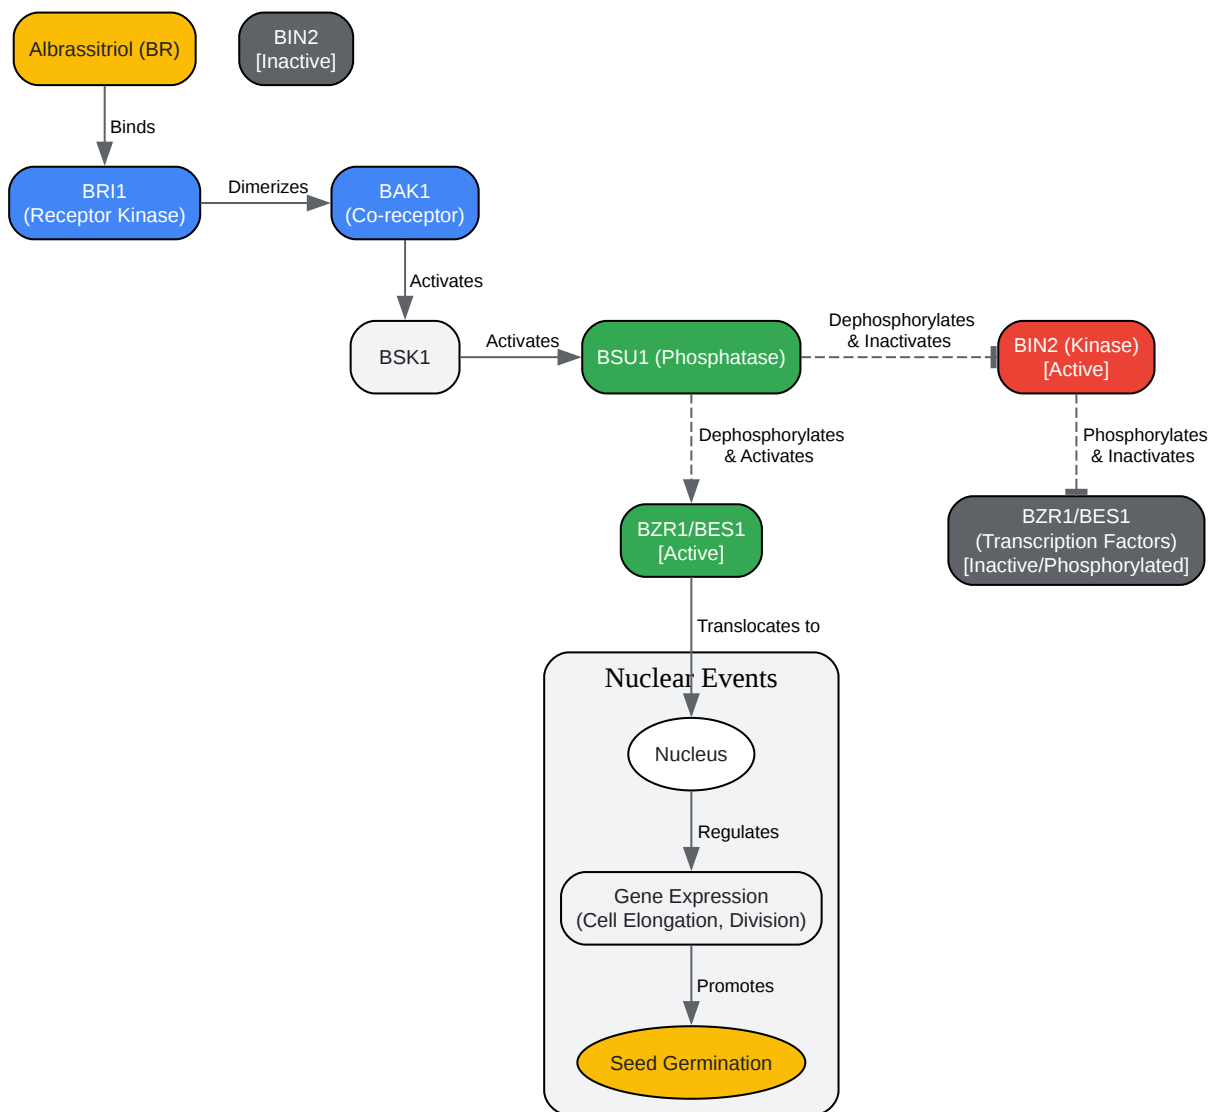 Albrassitriol (BR)
BIN2
[Inactive]
Binds
BRI1
(Receptor Kinase)
Dimerizes
BAK1
(Co-receptor)
Activates
BSK1
Activates
BSU1 (Phosphatase)
Dephosphorylates
& Inactivates
BIN2 (Kinase)
[Active]
Dephosphorylates
& Activates
Phosphorylates
& Inactivates
BZR1/BES1
[Active]
BZR1/BES1
(Transcription Factors)
[Inactive/Phosphorylated]
Translocates to
Nuclear Events
Nucleus
Regulates
Gene Expression
(Cell Elongation, Division)
Promotes
Seed Germination